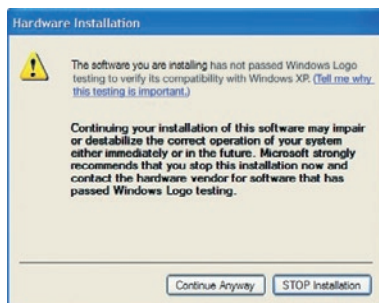 Hardware Installation
The software you are installing has not passed Windows Logo
testing to verify its compatibility with Windows XP. (Tell me why
this testing is important.)
Continuing your installation of this software may impair
or destabilize the correct operation of your system
either immediately or in the future. Microsoft strongly
recommends that you stop this installation now and
contact the hardware vendor for software that has
passed Windows Logo testing.
Continue Anyway
STOP Installation